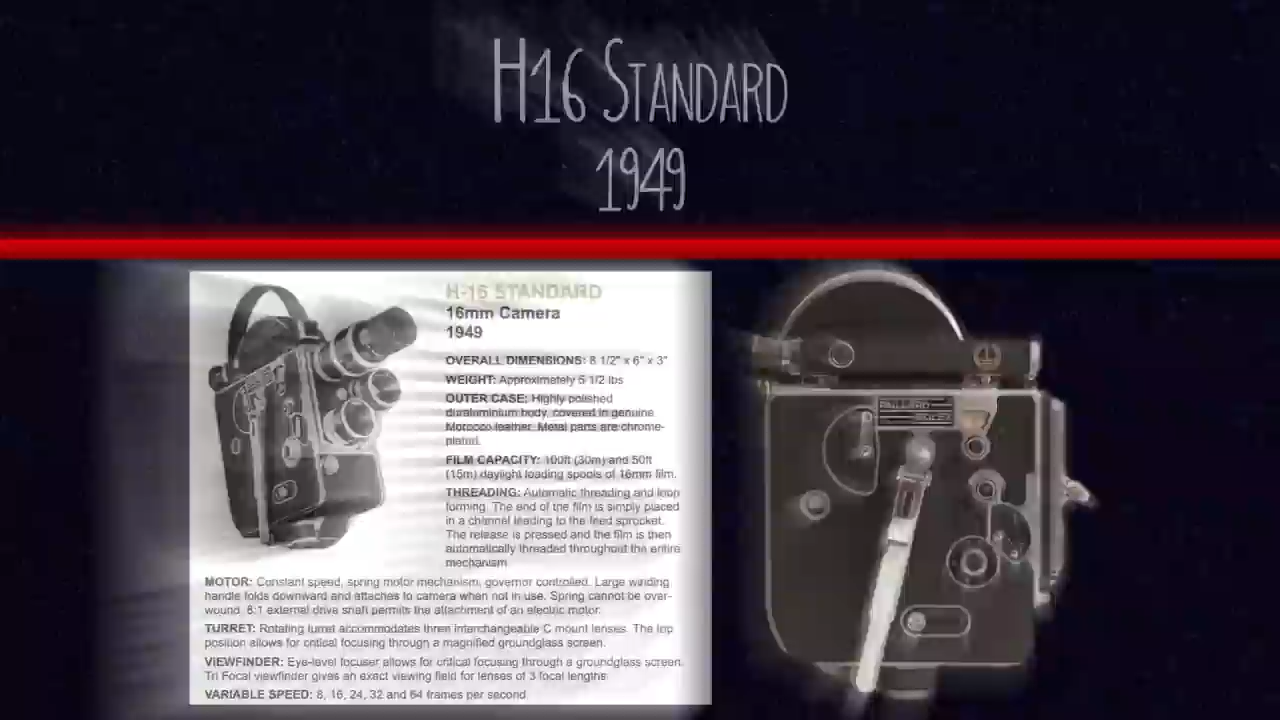 H16 STANDARD
1949
H-16 STANDARD
16mm Camera
1949
OVERALL DIMENSIONS: 8 1/2" x 6" x 3"
WEIGHT: Approximately 5 1/2 lbs
OUTER CASE: Highly polished
duraluminium body, covered in genuine
Morocco leather. Metal parts are chrome-
plated.
FILM CAPACITY: 100ft (30m) and 50ft
(15m) daylight loading spools of 16mm film.
THREADING: Automatic threading and loop
forming. The end of the film is simply placed
in a channel leading to the feed sprocket.
The release is pressed and the film is then
automatically threaded throughout the entire
mechanism
MOTOR: Constant speed, spring motor mechanism, governor controlled. Large winding
handle folds downward and attaches to camera when not in use. Spring cannot be over-
wound. 8:1 external drive shaft permits the attachment of an electric motor.
TURRET: Rotating turret accommodates three interchangeable C mount lenses. The top
position allows for critical focusing through a magnified groundglass screen.
VIEWFINDER: Eye-level focuser allows for critical focusing through a groundglass screen.
Tri Focal viewfinder gives an exact viewing field for lenses of 3 focal lengths
VARIABLE SPEED: 8, 16, 24, 32 and 64 frames per second
PAILLARD
BOLEX